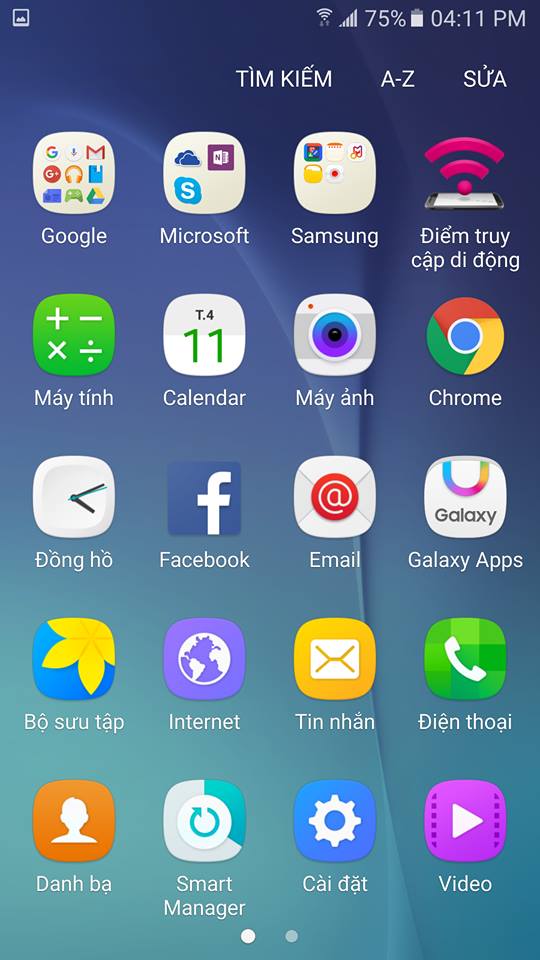 75% 04:11 PM
TÌM KIẾM A-Z SỬA
Google Microsoft Samsung Điểm truy
cập di động
T.4
11
Máy tính Calendar Máy ảnh Chrome
Galaxy
Đồng hồ Facebook Email Galaxy Apps
Bộ sưu tập Internet Tin nhắn Điện thoại
Danh bạ Smart Cài đặt Video
Manager